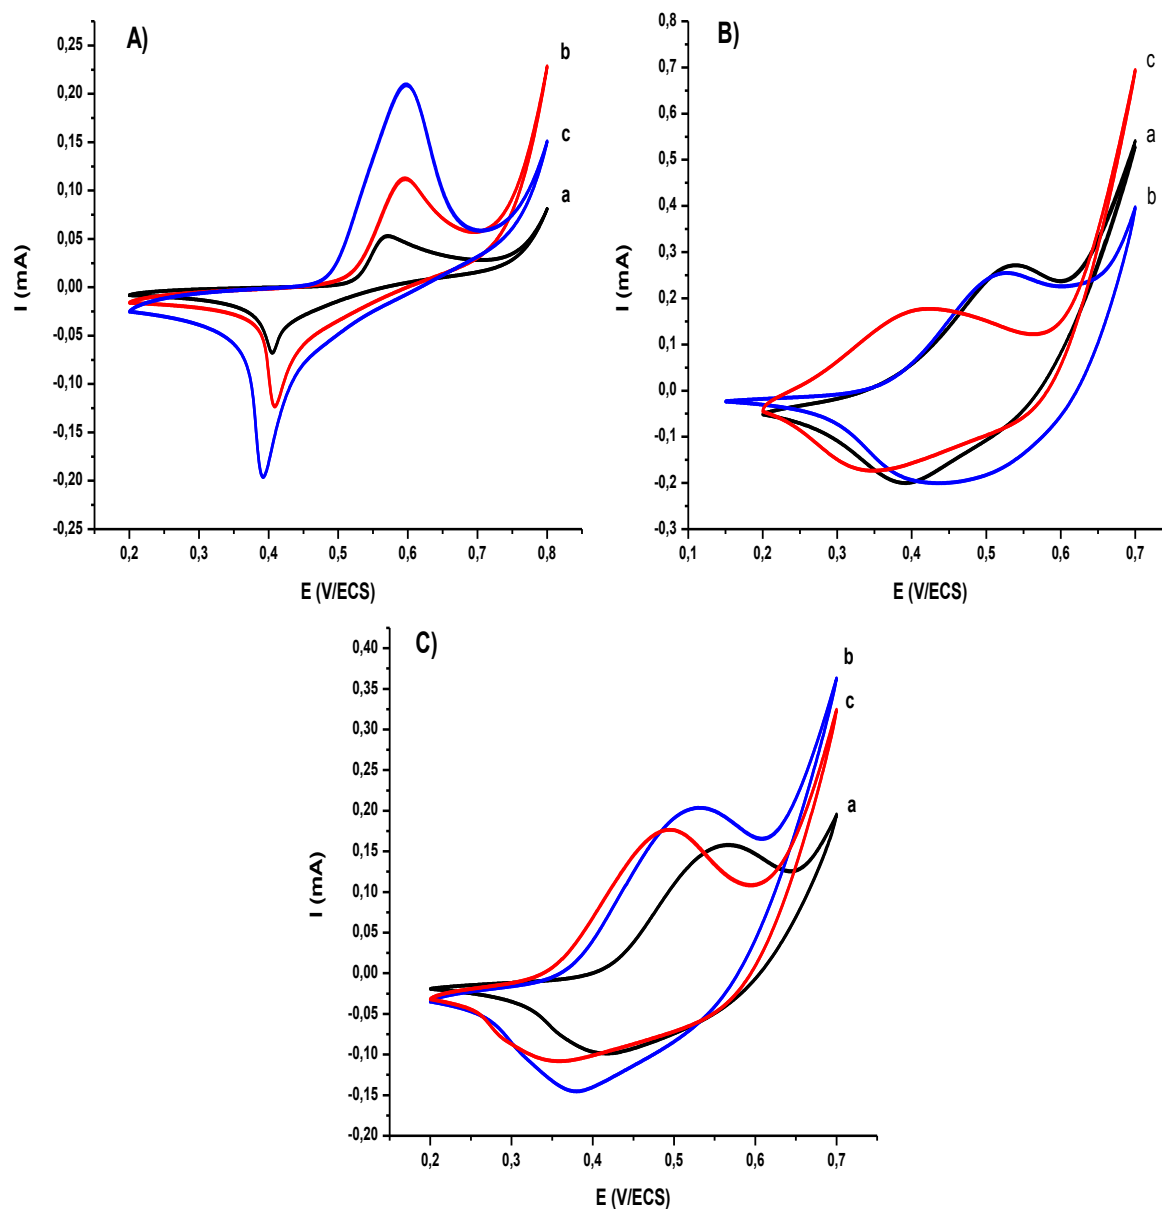 A)
0,25
0,20
0,15
0,10
0,05
0,00
-0,05
-0,10
-0,15
-0,20
-0,25
I (mA)
b
c
a
0,2 0,3 0,4 0,5 0,6 0,7 0,8
E (V/ECS)
B)
0,8
0,7
0,6
0,5
0,4
0,3
0,2
0,1
0,0
-0,1
-0,2
-0,3
I (mA)
c
a
b
0,1 0,2 0,3 0,4 0,5 0,6 0,7
E (V/ECS)
C)
0,40
0,35
0,30
0,25
0,20
0,15
0,10
0,05
0,00
-0,05
-0,10
-0,15
-0,20
I (mA)
b
c
a
0,2 0,3 0,4 0,5 0,6 0,7
E (V/ECS)